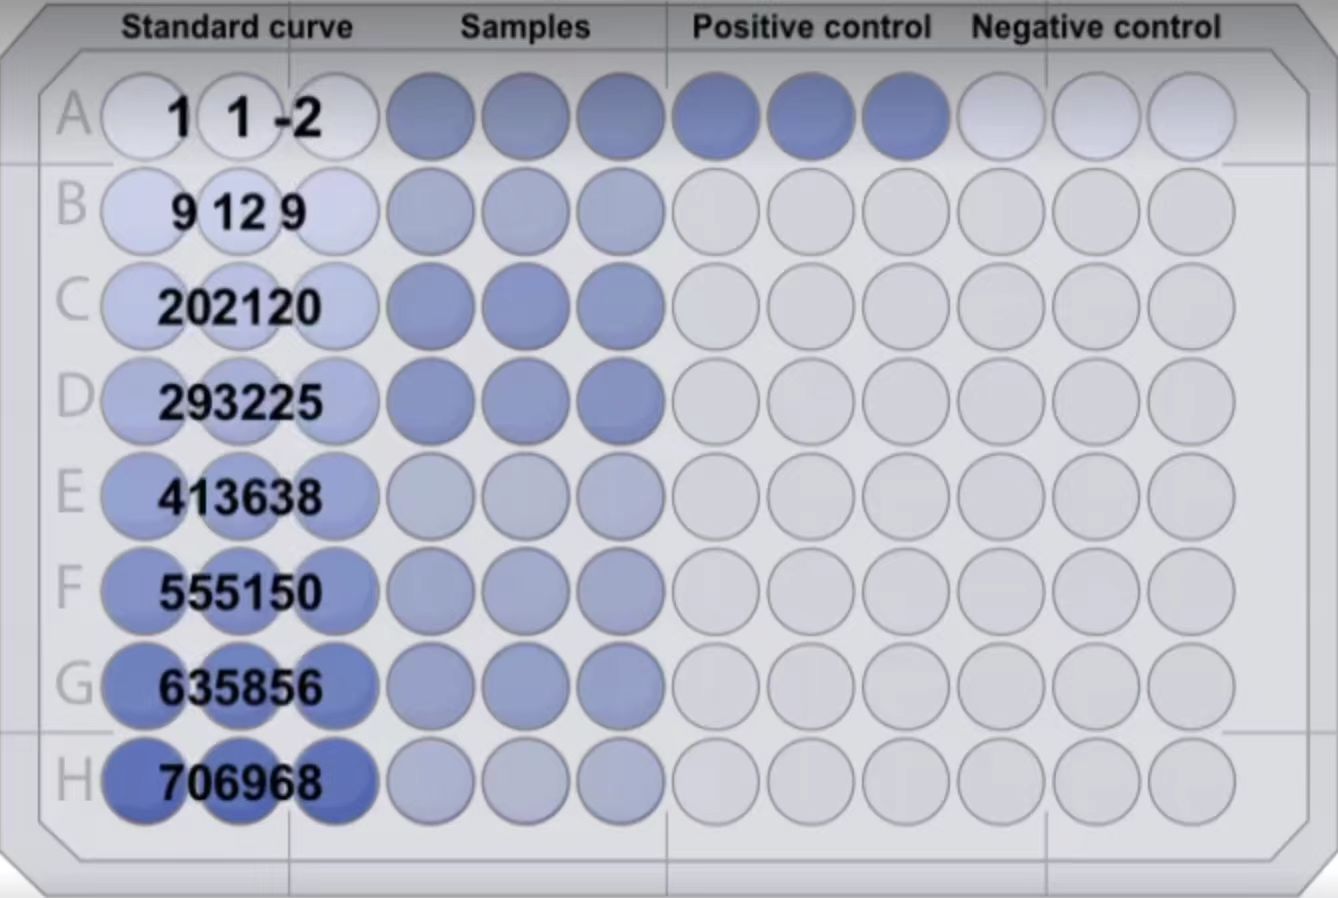 Standard curve Samples Positive control Negative control
A 1 1 -2
B 9 12 9
C 202120
D 293225
E 413638
F 555150
G 635856
H 706968